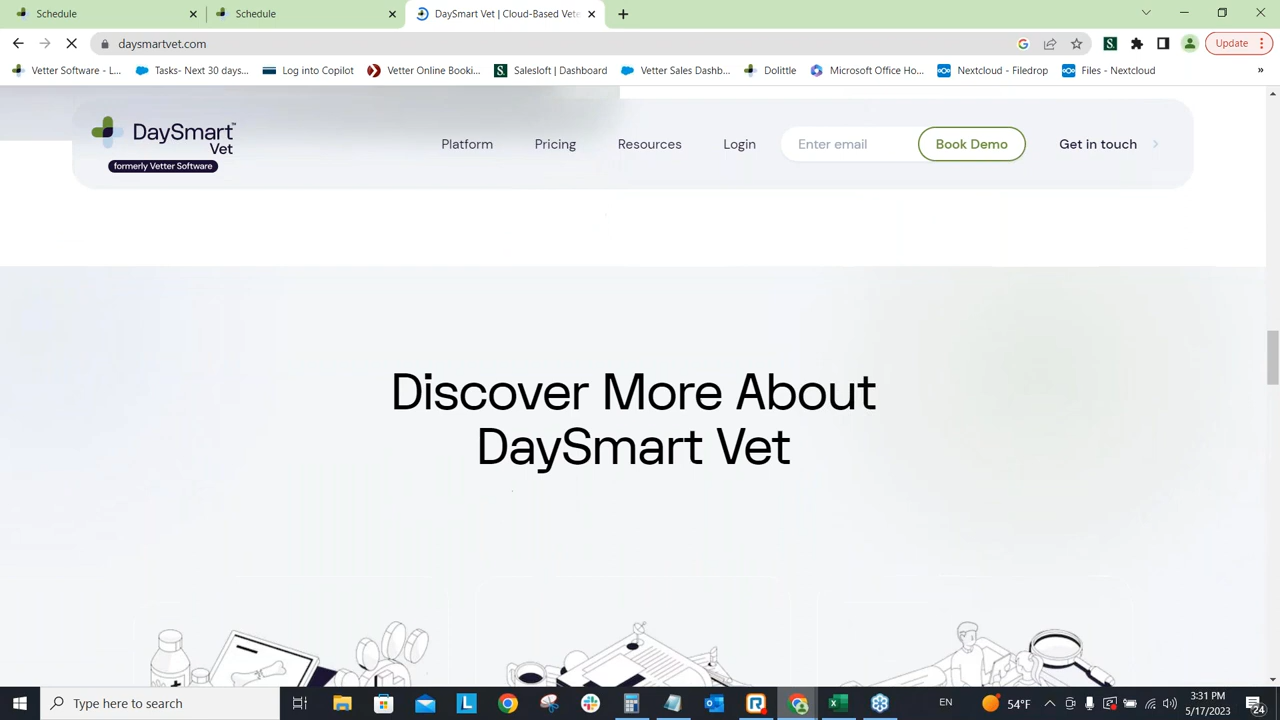 Schedule
Schedule
DaySmart Vet | Cloud-Based Vete
daysmartvet.com
Update
Vetter Software - L...
Tasks- Next 30 days...
Log into Copilot
Vetter Online Booki...
Salesloft | Dashboard
Vetter Sales Dashb...
Dolittle
Microsoft Office Ho...
Nextcloud - Filedrop
Files - Nextcloud
»
DaySmart™
Vet
formerly Vetter Software
Platform
Pricing
Resources
Login
Enter email
Book Demo
Get in touch
Discover More About
DaySmart Vet
Type here to search
EN
54°F
3:31 PM
5/17/2023
24